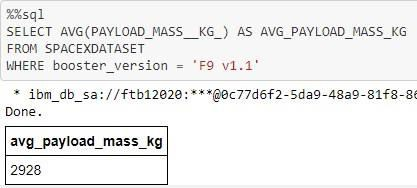 %%sql
SELECT AVG(PAYLOAD_MASS__KG_) AS AVG_PAYLOAD_MASS_KG
FROM SPACEXDATASET
WHERE booster_version = 'F9 v1.1'
* ibm_db_sa://ftb12020:***@0c77d6f2-5da9-48a9-81f8-86
Done.
avg_payload_mass_kg
2928